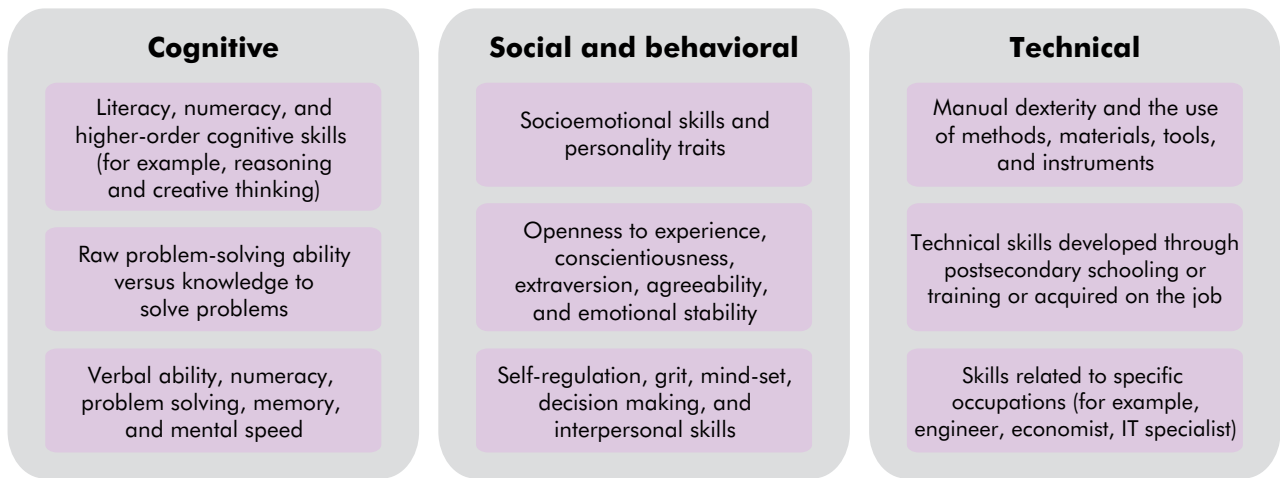 Cognitive
Literacy, numeracy, and
higher-order cognitive skills
(for example, reasoning
and creative thinking)
Raw problem-solving ability
versus knowledge to
solve problems
Verbal ability, numeracy,
problem solving, memory,
and mental speed
Social and behavioral
Socioemotional skills and
personality traits
Openness to experience,
conscientiousness,
extraversion, agreeability,
and emotional stability
Self-regulation, grit, mind-set,
decision making, and
interpersonal skills
Technical
Manual dexterity and the use
of methods, materials, tools,
and instruments
Technical skills developed through
postsecondary schooling or
training or acquired on the job
Skills related to specific
occupations (for example,
engineer, economist, IT specialist)